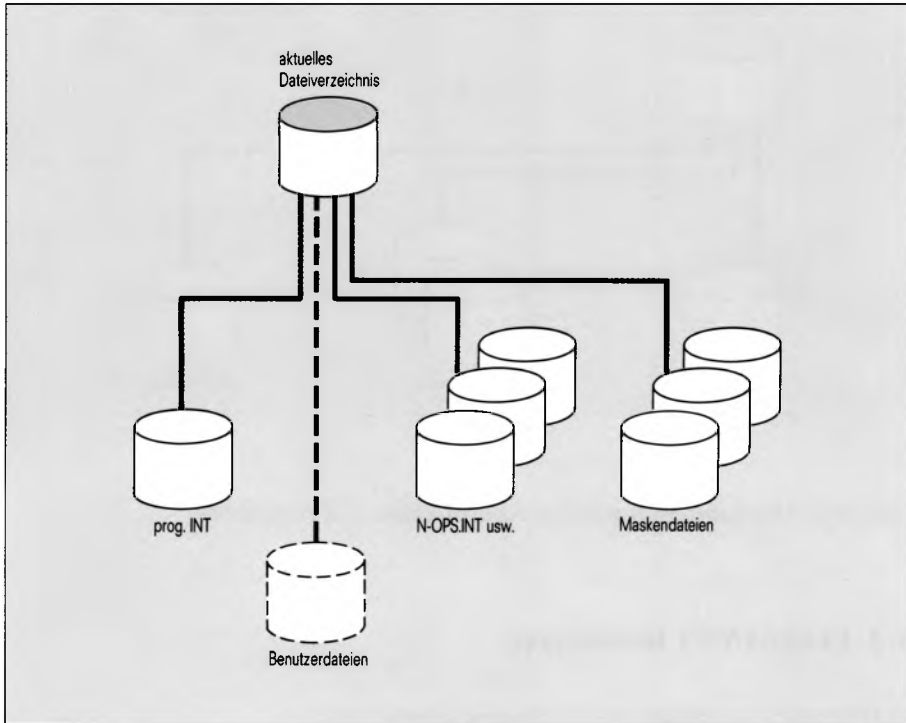 aktuelles
Dateiverzeichnis
prog. INT
N-OPS.INT usw.
Maskendateien
Benutzerdateien